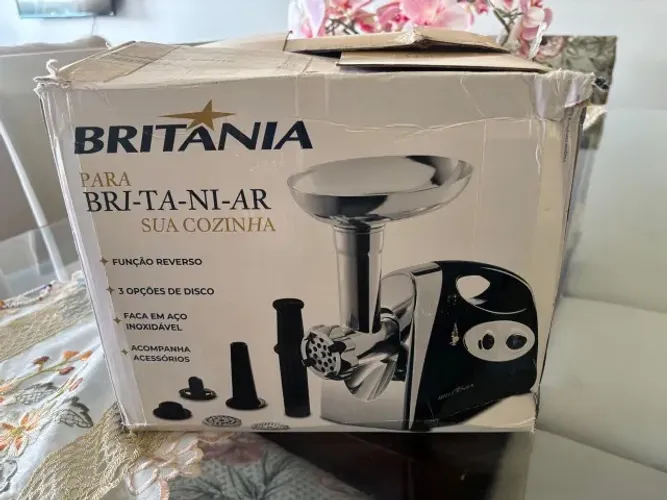 BRITANIA
PARA
BRI-TA-NI-AR
SUA COZINHA
FUNÇÃO REVERSO
3 OPÇÕES DE DISCO
FACA EM AÇO
INOXIDÁVEL
ACOMPANHA
ACESSÓRIOS
BRITANIA